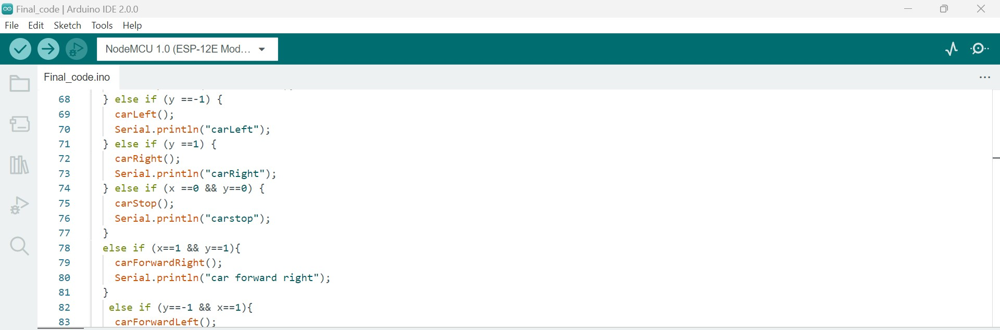 Final_code | Arduino IDE 2.0.0
File Edit Sketch Tools Help
NodeMCU 1.0 (ESP-12E Mod...
Final_code.ino
68 } else if (y ==-1) {
69 carLeft();
70 Serial.println("carLeft");
71 } else if (y ==1) {
72 carRight();
73 Serial.println("carRight");
74 } else if (x ==0 && y==0) {
75 carStop();
76 Serial.println("carstop");
77 }
78 else if (x==1 && y==1){
79 carForwardRight();
80 Serial.println("car forward right");
81 }
82 else if (y==-1 && x==1){
83 carForwardLeft();